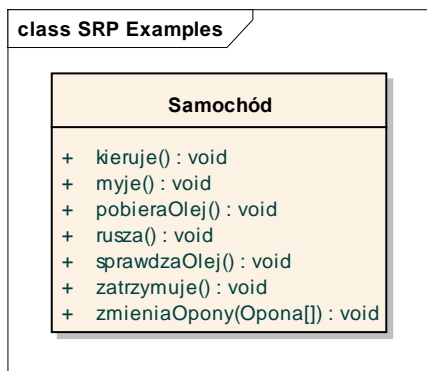 class SRP Examples
Samochód
+ kieruje() : void
+ myje() : void
+ pobieraOlej() : void
+ rusza() : void
+ sprawdzaOlej() : void
+ zatrzymuje() : void
+ zmieniaOpony(Opona[]) : void